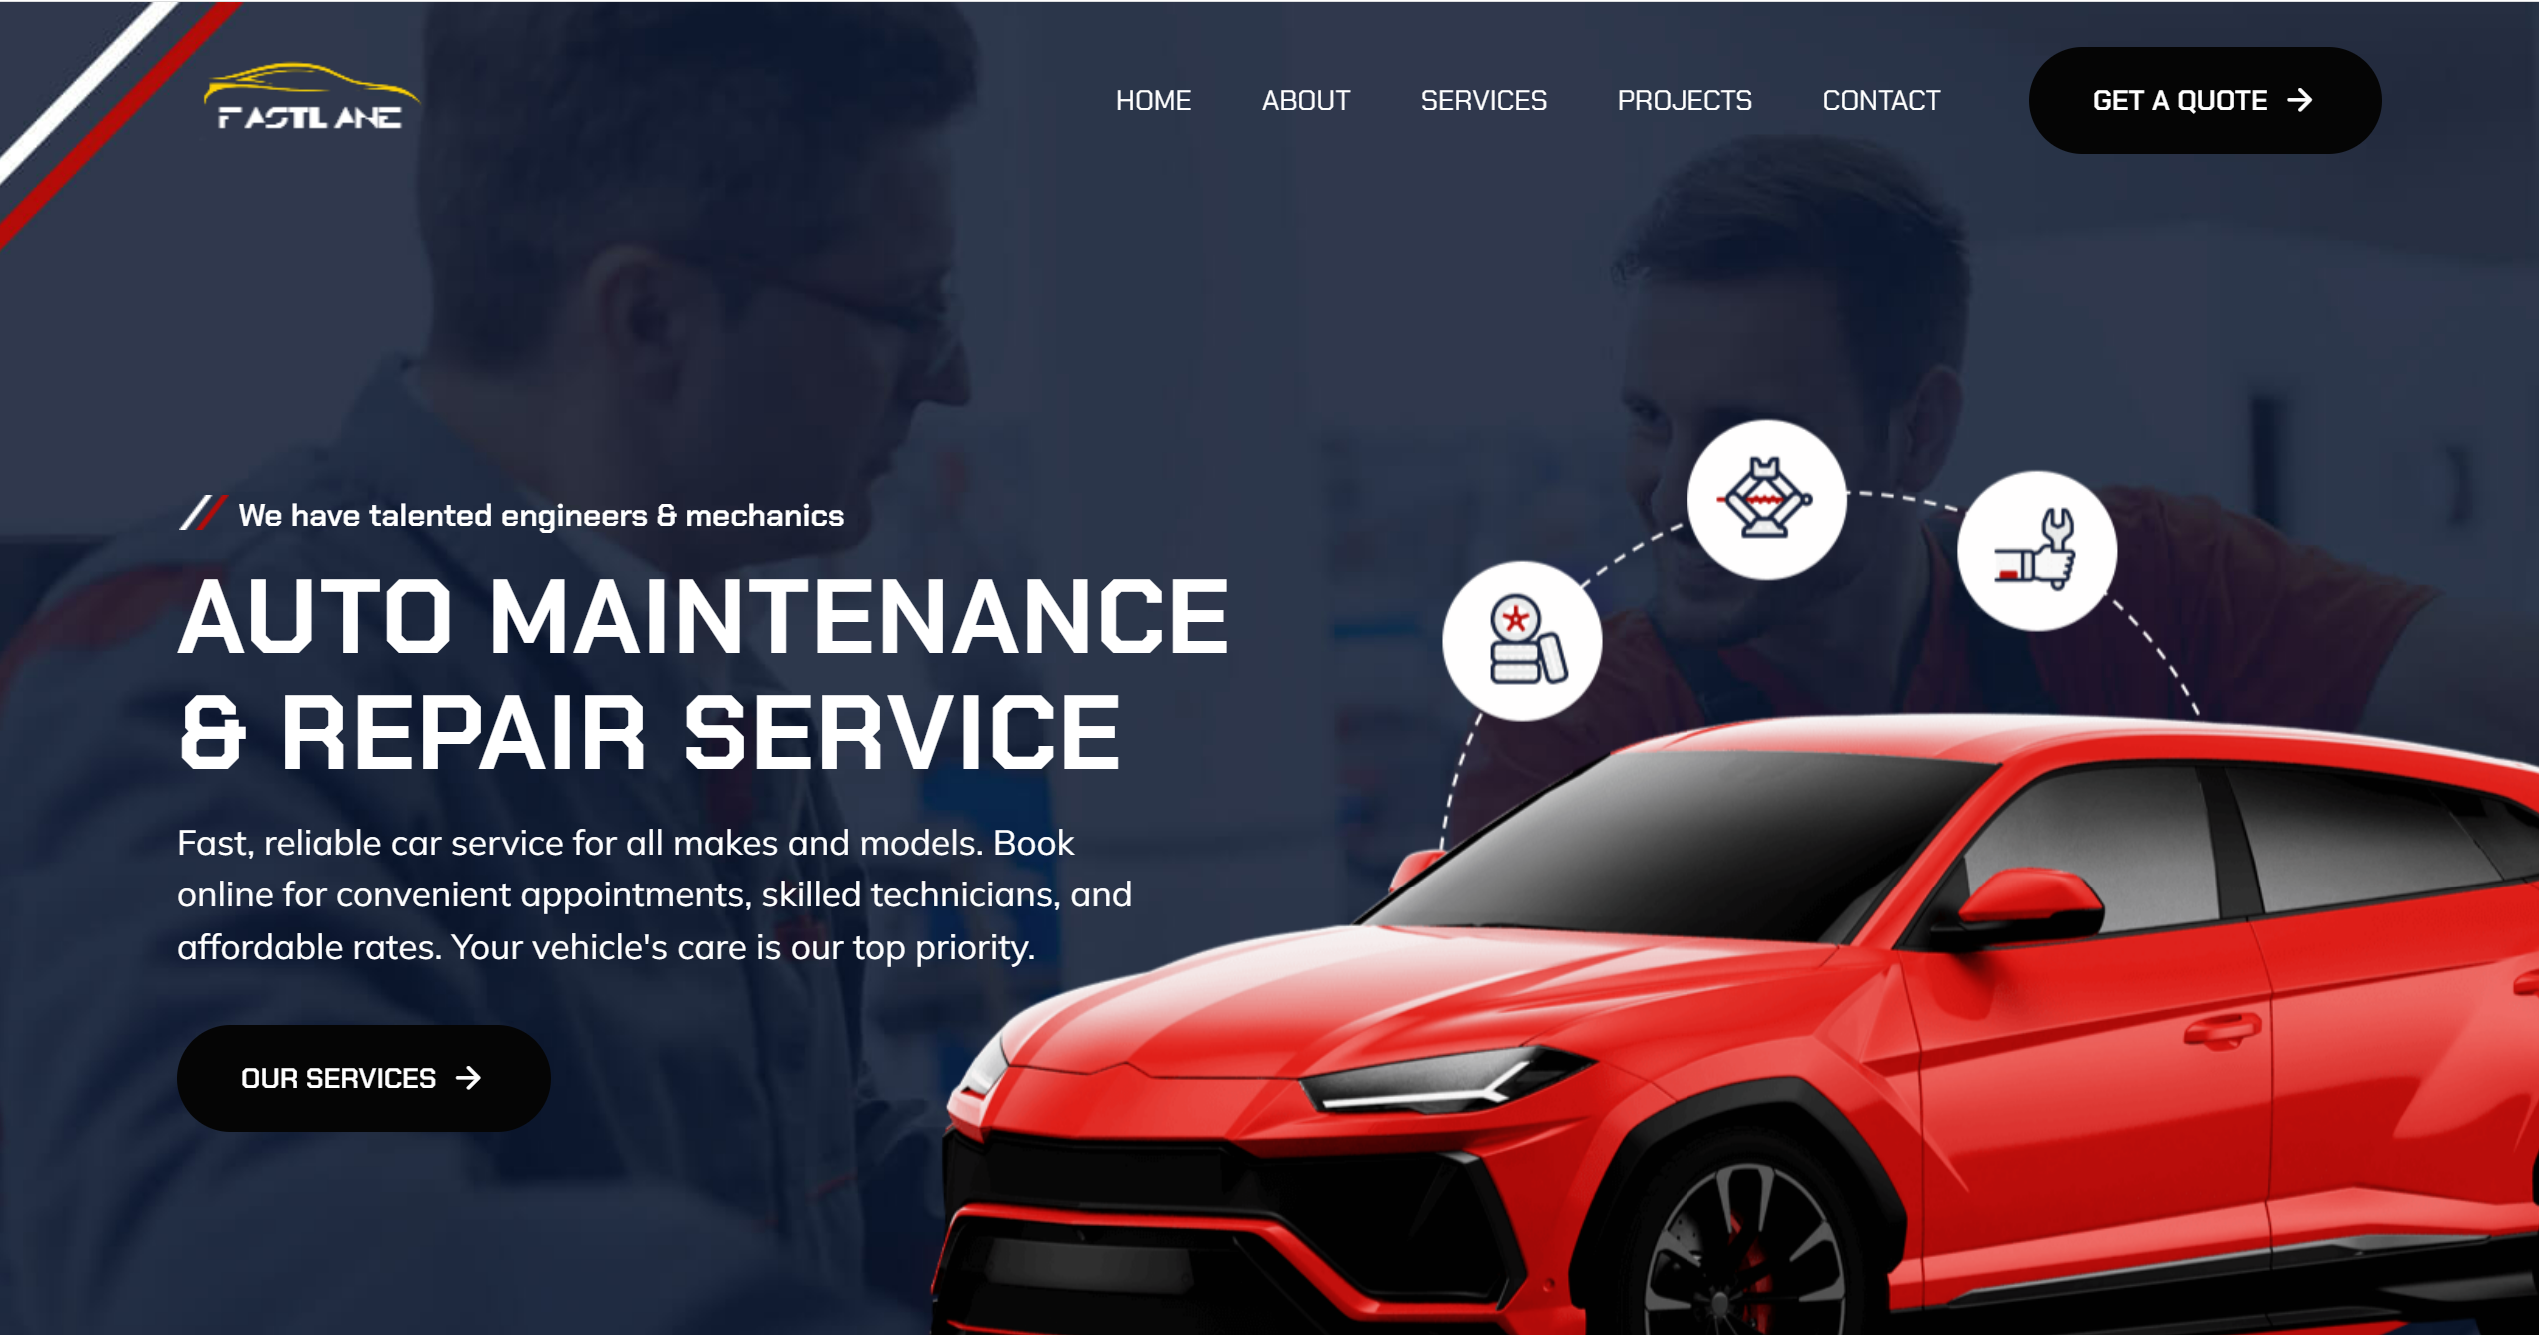 FASTLANE
HOME ABOUT SERVICES PROJECTS CONTACT GET A QUOTE
We have talented engineers & mechanics
AUTO MAINTENANCE
& REPAIR SERVICE
Fast, reliable car service for all makes and models. Book
online for convenient appointments, skilled technicians, and
affordable rates. Your vehicle's care is our top priority.
OUR SERVICES